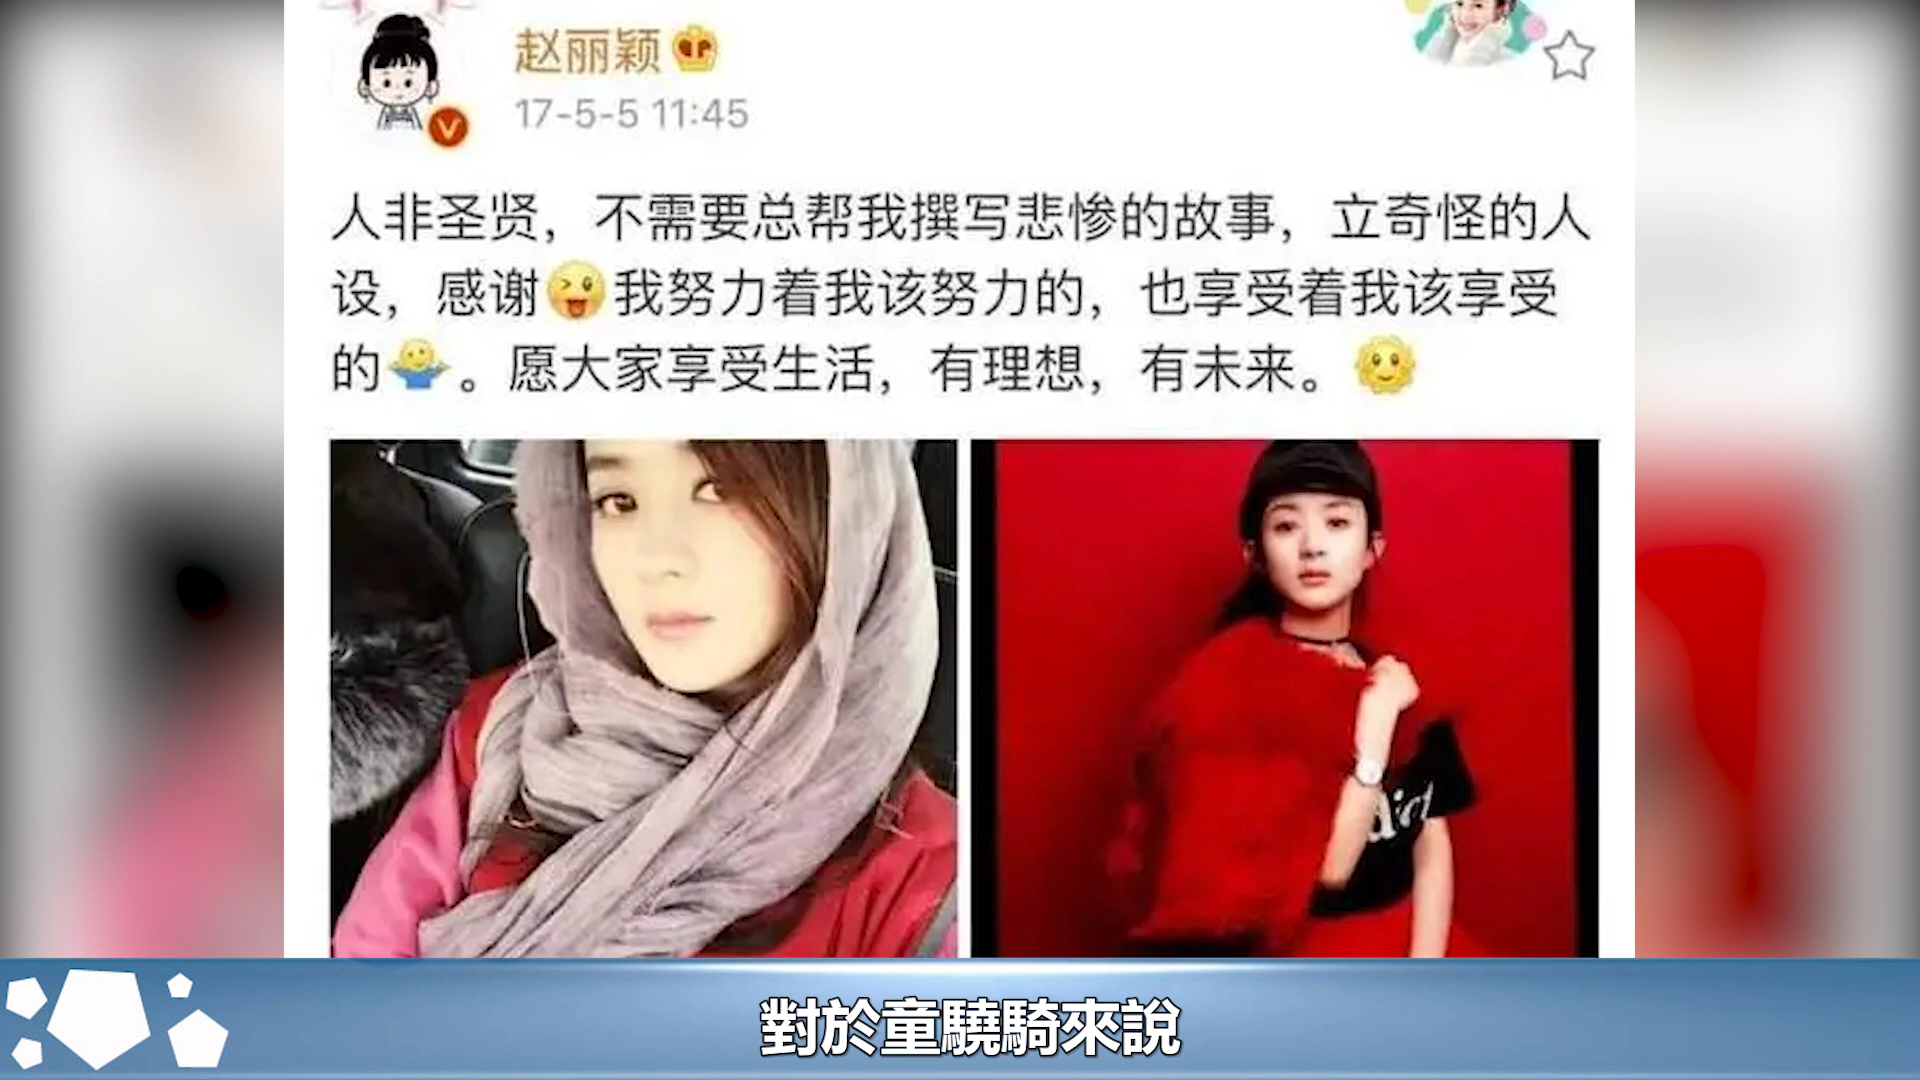 赵丽颖
V
17-5-5 11:45
人非圣贤，不需要总帮我撰写悲惨的故事，立奇怪的人
设，感谢😜我努力着我该努力的，也享受着我该享受
的🤷。愿大家享受生活，有理想，有未来。🌞
對於童驍騎來說